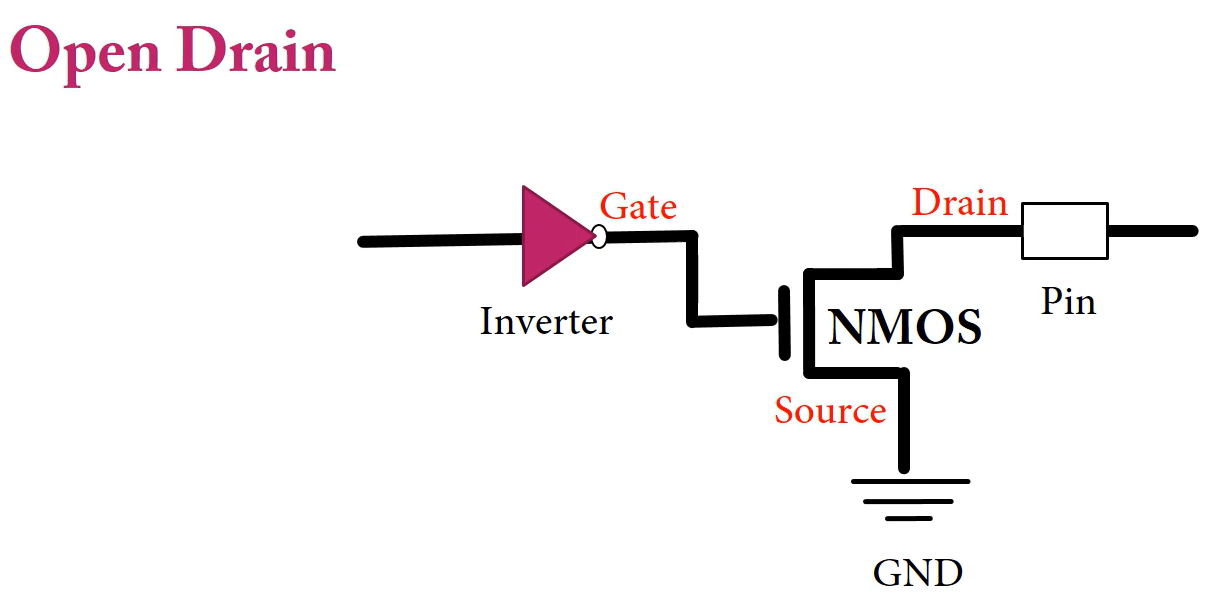 Open Drain
Gate
Drain
Inverter
Pin
NMOS
Source
GND